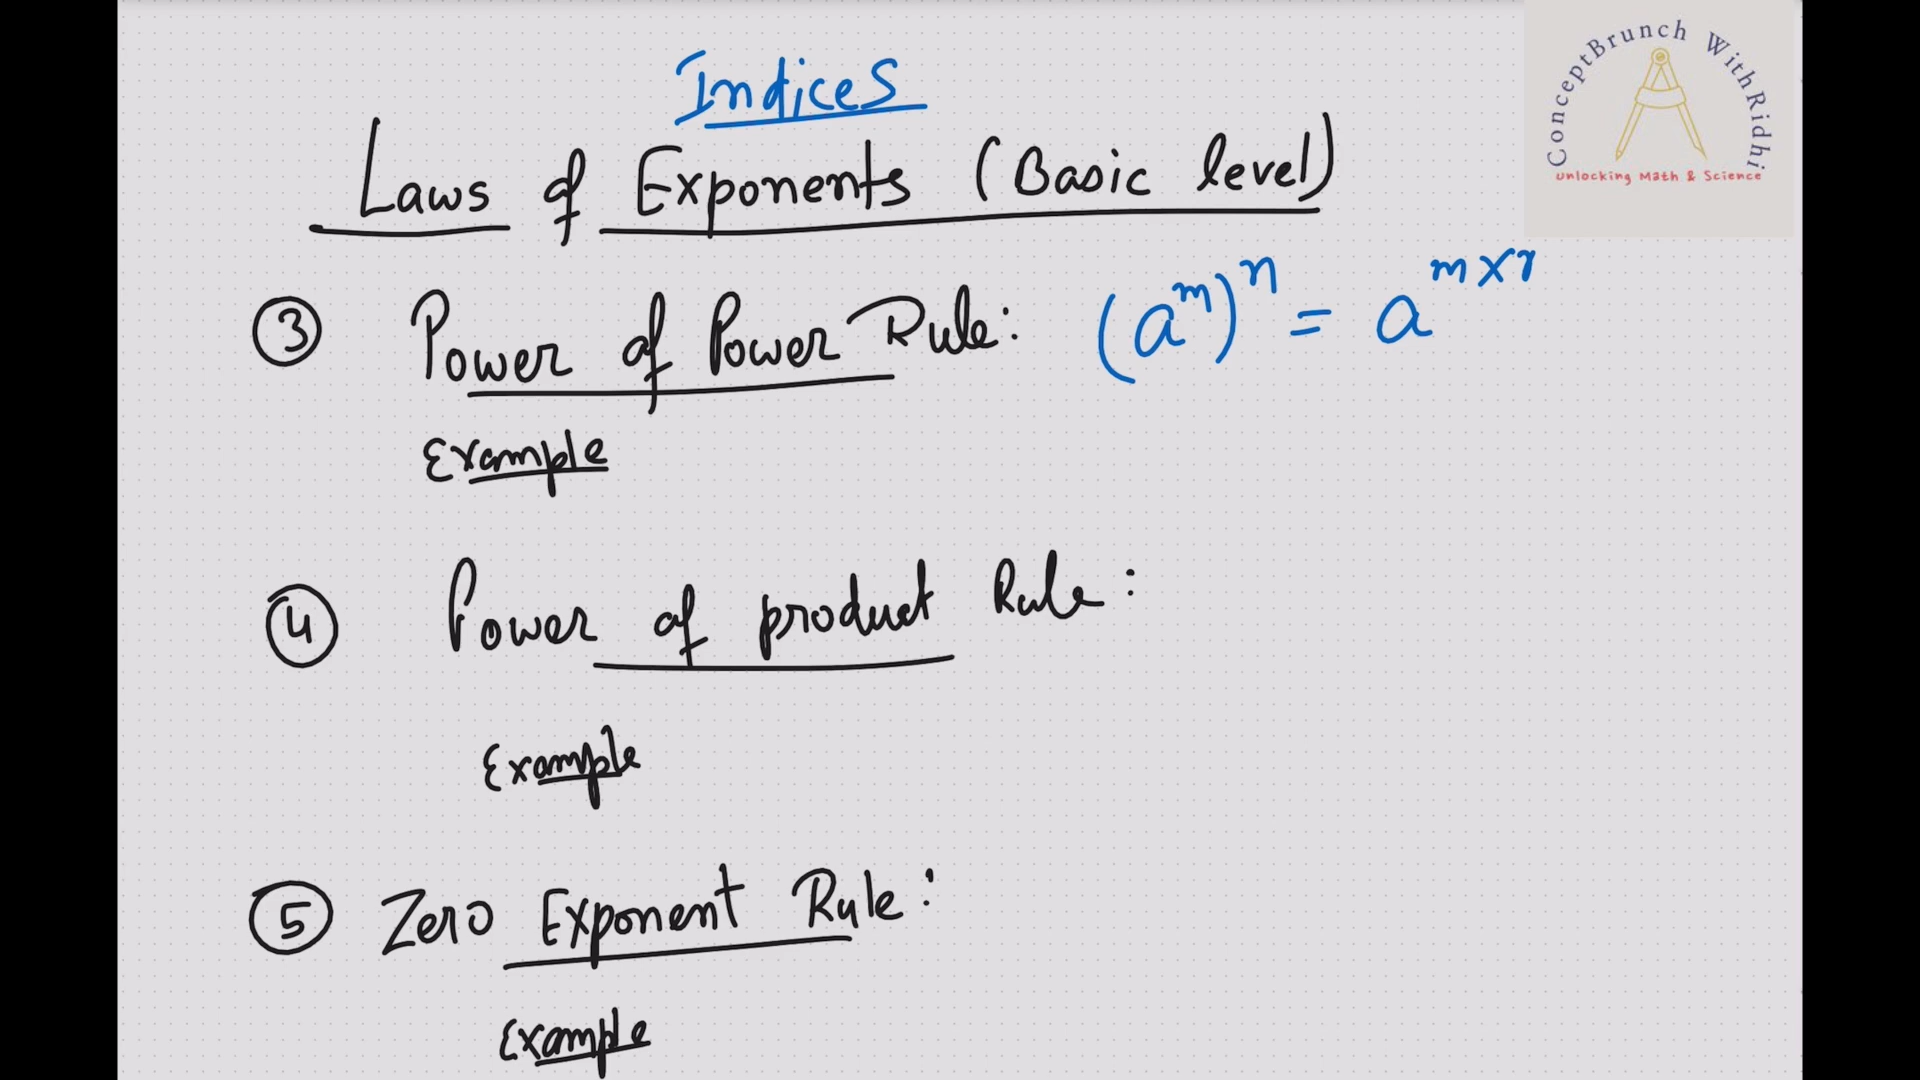 Indices
Laws of Exponents (Basic level)
ConceptBrunch WithRidhi
Unlocking Math & Science
③ Power of Power Rule: (a^m)^n = a^m×n
Example
④ Power of product Rule:
Example
⑤ Zero Exponent Rule:
Example